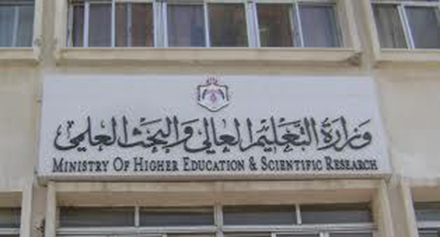 وزارة التعليم العالي والبحث العلمي
MINISTRY OF HIGHER EDUCATION & SCIENTIFIC RESEARCH